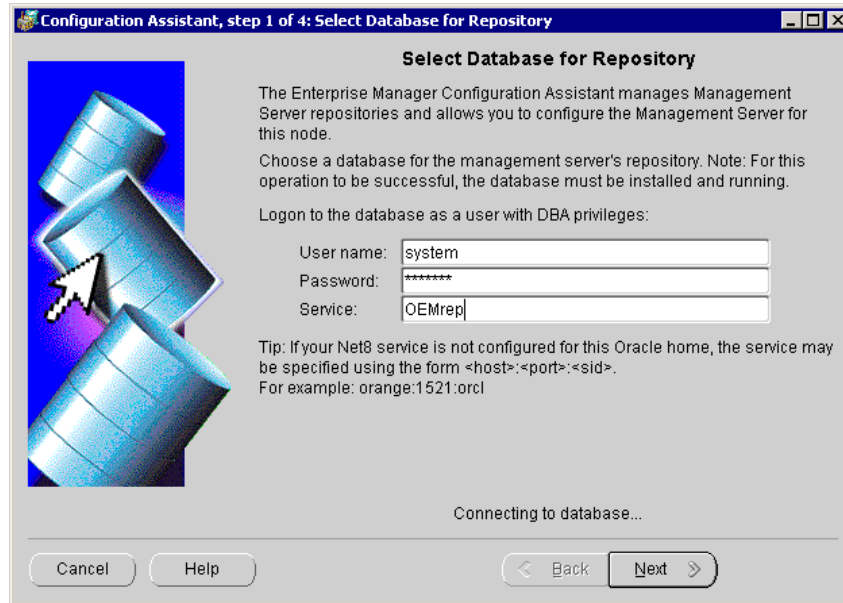 Configuration Assistant, step 1 of 4: Select Database for Repository
Select Database for Repository
The Enterprise Manager Configuration Assistant manages Management
Server repositories and allows you to configure the Management Server for
this node.
Choose a database for the management server's repository. Note: For this
operation to be successful, the database must be installed and running.
Logon to the database as a user with DBA privileges:
User name: system
Password: *******
Service: OEMrep
Tip: If your Net8 service is not configured for this Oracle home, the service may
be specified using the form <host>:<port>:<sid>.
For example: orange:1521:orcl
Connecting to database...
Cancel Help Back Next